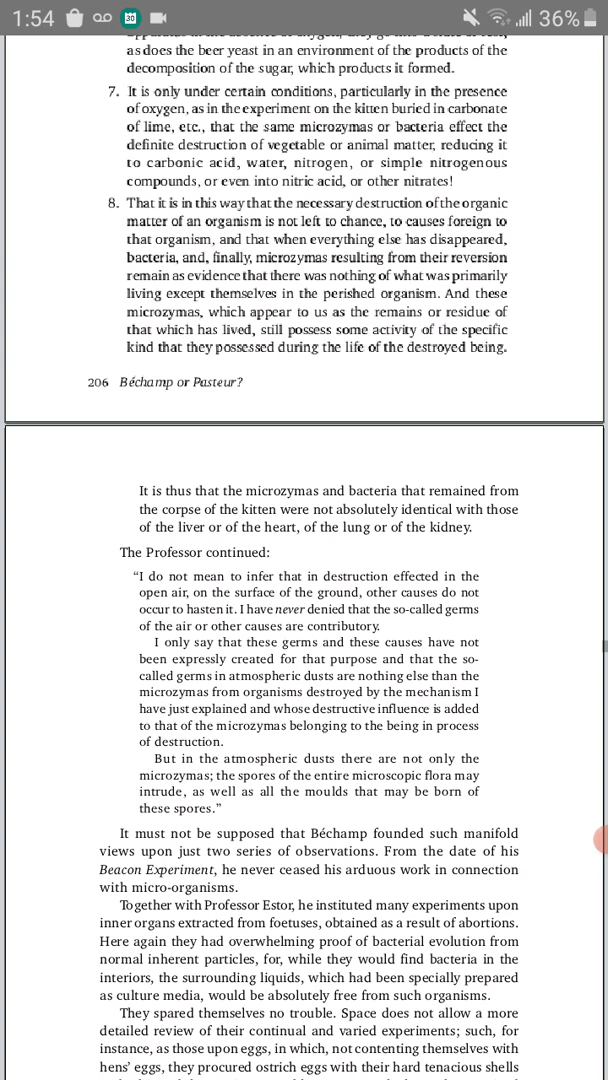 1:54
30
36%
as does the beer yeast in an environment of the products of the
decomposition of the sugar, which products it formed.
7. It is only under certain conditions, particularly in the presence
of oxygen, as in the experiment on the kitten buried in carbonate
of lime, etc., that the same microzymas or bacteria effect the
definite destruction of vegetable or animal matter, reducing it
to carbonic acid, water, nitrogen, or simple nitrogenous
compounds, or even into nitric acid, or other nitrates!
8. That it is in this way that the necessary destruction of the organic
matter of an organism is not left to chance, to causes foreign to
that organism, and that when everything else has disappeared,
bacteria, and, finally, microzymas resulting from their reversion
remain as evidence that there was nothing of what was primarily
living except themselves in the perished organism. And these
microzymas, which appear to us as the remains or residue of
that which has lived, still possess some activity of the specific
kind that they possessed during the life of the destroyed being.
206 Béchamp or Pasteur?
It is thus that the microzymas and bacteria that remained from
the corpse of the kitten were not absolutely identical with those
of the liver or of the heart, of the lung or of the kidney.
The Professor continued:
“I do not mean to infer that in destruction effected in the
open air, on the surface of the ground, other causes do not
occur to hasten it. I have never denied that the so-called germs
of the air or other causes are contributory.
I only say that these germs and these causes have not
been expressly created for that purpose and that the so-
called germs in atmospheric dusts are nothing else than the
microzymas from organisms destroyed by the mechanism I
have just explained and whose destructive influence is added
to that of the microzymas belonging to the being in process
of destruction.
But in the atmospheric dusts there are not only the
microzymas; the spores of the entire microscopic flora may
intrude, as well as all the moulds that may be born of
these spores.”
It must not be supposed that Béchamp founded such manifold
views upon just two series of observations. From the date of his
Beacon Experiment, he never ceased his arduous work in connection
with micro-organisms.
Together with Professor Estor, he instituted many experiments upon
inner organs extracted from foetuses, obtained as a result of abortions.
Here again they had overwhelming proof of bacterial evolution from
normal inherent particles, for, while they would find bacteria in the
interiors, the surrounding liquids, which had been specially prepared
as culture media, would be absolutely free from such organisms.
They spared themselves no trouble. Space does not allow a more
detailed review of their continual and varied experiments; such, for
instance, as those upon eggs, in which, not contenting themselves with
hens’ eggs, they procured ostrich eggs with their hard tenacious shells